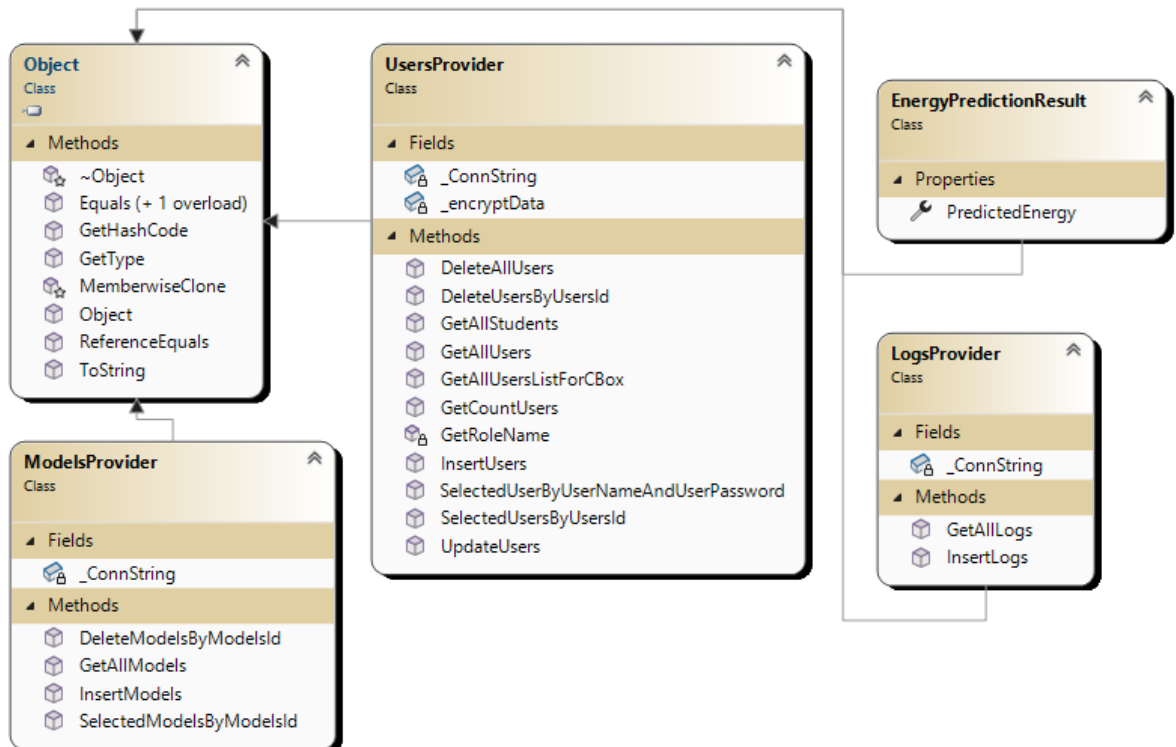 Object
Class
Methods
~Object
Equals (+ 1 overload)
GetHashCode
GetType
MemberwiseClone
Object
ReferenceEquals
ToString
UsersProvider
Class
Fields
_ConnString
_encryptData
Methods
DeleteAllUsers
DeleteUsersByUsersId
GetAllStudents
GetAllUsers
GetAllUsersListForCBox
GetCountUsers
GetRoleName
InsertUsers
SelectedUserByUserNameAndUserPassword
SelectedUsersByUsersId
UpdateUsers
EnergyPredictionResult
Class
Properties
PredictedEnergy
LogsProvider
Class
Fields
_ConnString
Methods
GetAllLogs
InsertLogs
ModelsProvider
Class
Fields
_ConnString
Methods
DeleteModelsByModelsId
GetAllModels
InsertModels
SelectedModelsByModelsId